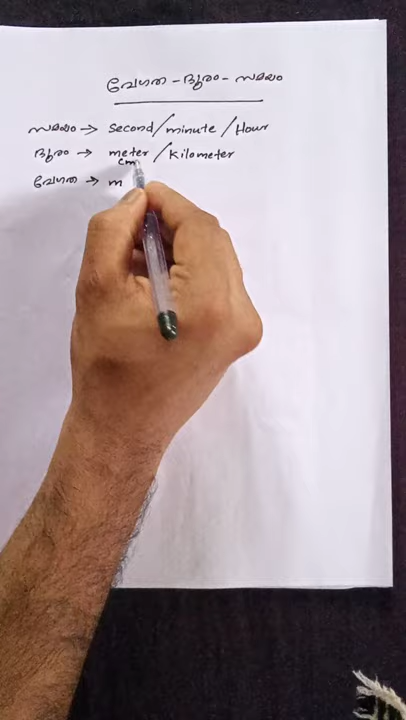 വേഗത - ദൂരം - സമയം
സമയം → second / minute / Hour
ദൂരം → meter / Kilometer
cm
വേഗത → m